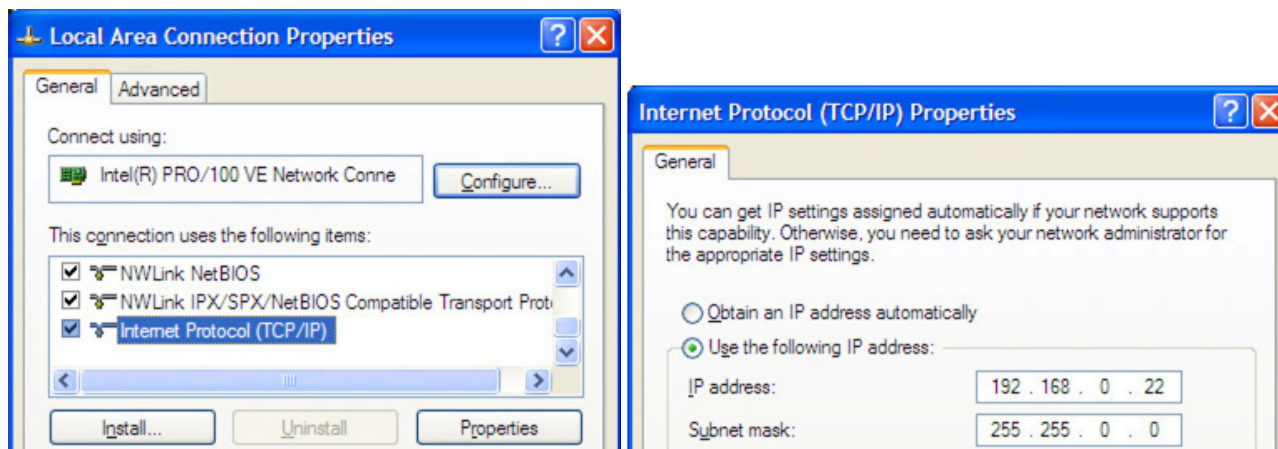 Local Area Connection Properties
General Advanced
Connect using:
Intel(R) PRO/100 VE Network Conne
Configure...
This connection uses the following items:
NWLink NetBIOS
NWLink IPX/SPX/NetBIOS Compatible Transport Proto
Internet Protocol (TCP/IP)
Install... Uninstall Properties
Internet Protocol (TCP/IP) Properties
General
You can get IP settings assigned automatically if your network supports
this capability. Otherwise, you need to ask your network administrator for
the appropriate IP settings.
Obtain an IP address automatically
Use the following IP address:
IP address: 192 . 168 . 0 . 22
Subnet mask: 255 . 255 . 0 . 0